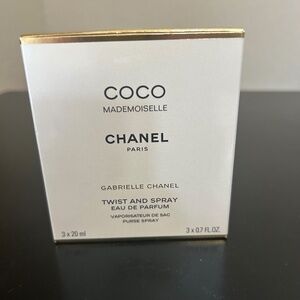 COCO
MADEMOISELLE
CHANEL
PARIS
GABRIELLE CHANEL
TWIST AND SPRAY
EAU DE PARFUM
VAPORISATEUR DE SAC
PURSE SPRAY
3 x 20 ml
3 x 0.7 FL. OZ.